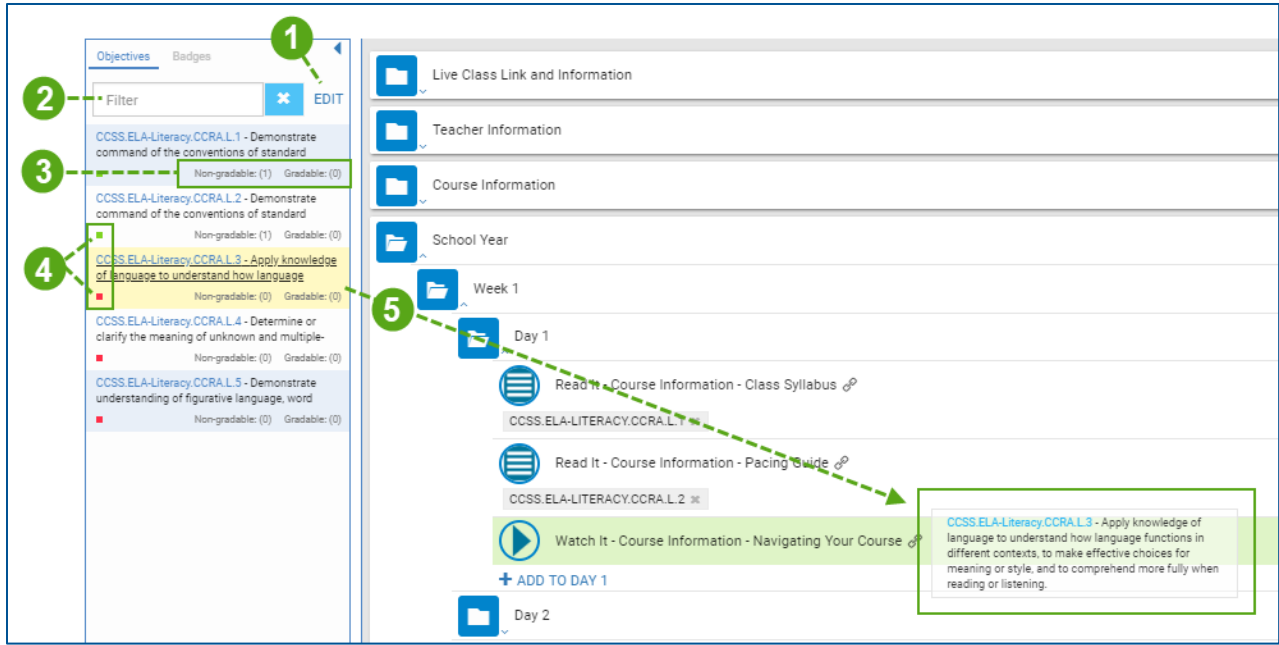 1
Objectives Badges
2
Filter
EDIT
CCSS.ELA-Literacy.CCRA.L.1 - Demonstrate
command of the conventions of standard
3
Non-gradable: (1) Gradable: (0)
CCSS.ELA-Literacy.CCRA.L.2 - Demonstrate
command of the conventions of standard
Non-gradable: (1) Gradable: (0)
4
CCSS.ELA-Literacy.CCRA.L.3 - Apply knowledge
of language to understand how language
Non-gradable: (0) Gradable: (0)
CCSS.ELA-Literacy.CCRA.L.4 - Determine or
clarify the meaning of unknown and multiple-
Non-gradable: (0) Gradable: (0)
CCSS.ELA-Literacy.CCRA.L.5 - Demonstrate
understanding of figurative language, word
Non-gradable: (0) Gradable: (0)
Live Class Link and Information
Teacher Information
Course Information
School Year
Week 1
5
Day 1
Read It - Course Information - Class Syllabus
CCSS.ELA-LITERACY.CCRA.L.1
Read It - Course Information - Pacing Guide
CCSS.ELA-LITERACY.CCRA.L.2
Watch It - Course Information - Navigating Your Course
CCSS.ELA-Literacy.CCRA.L.3 - Apply knowledge of
language to understand how language functions in
different contexts, to make effective choices for
meaning or style, and to comprehend more fully when
reading or listening.
+ ADD TO DAY 1
Day 2